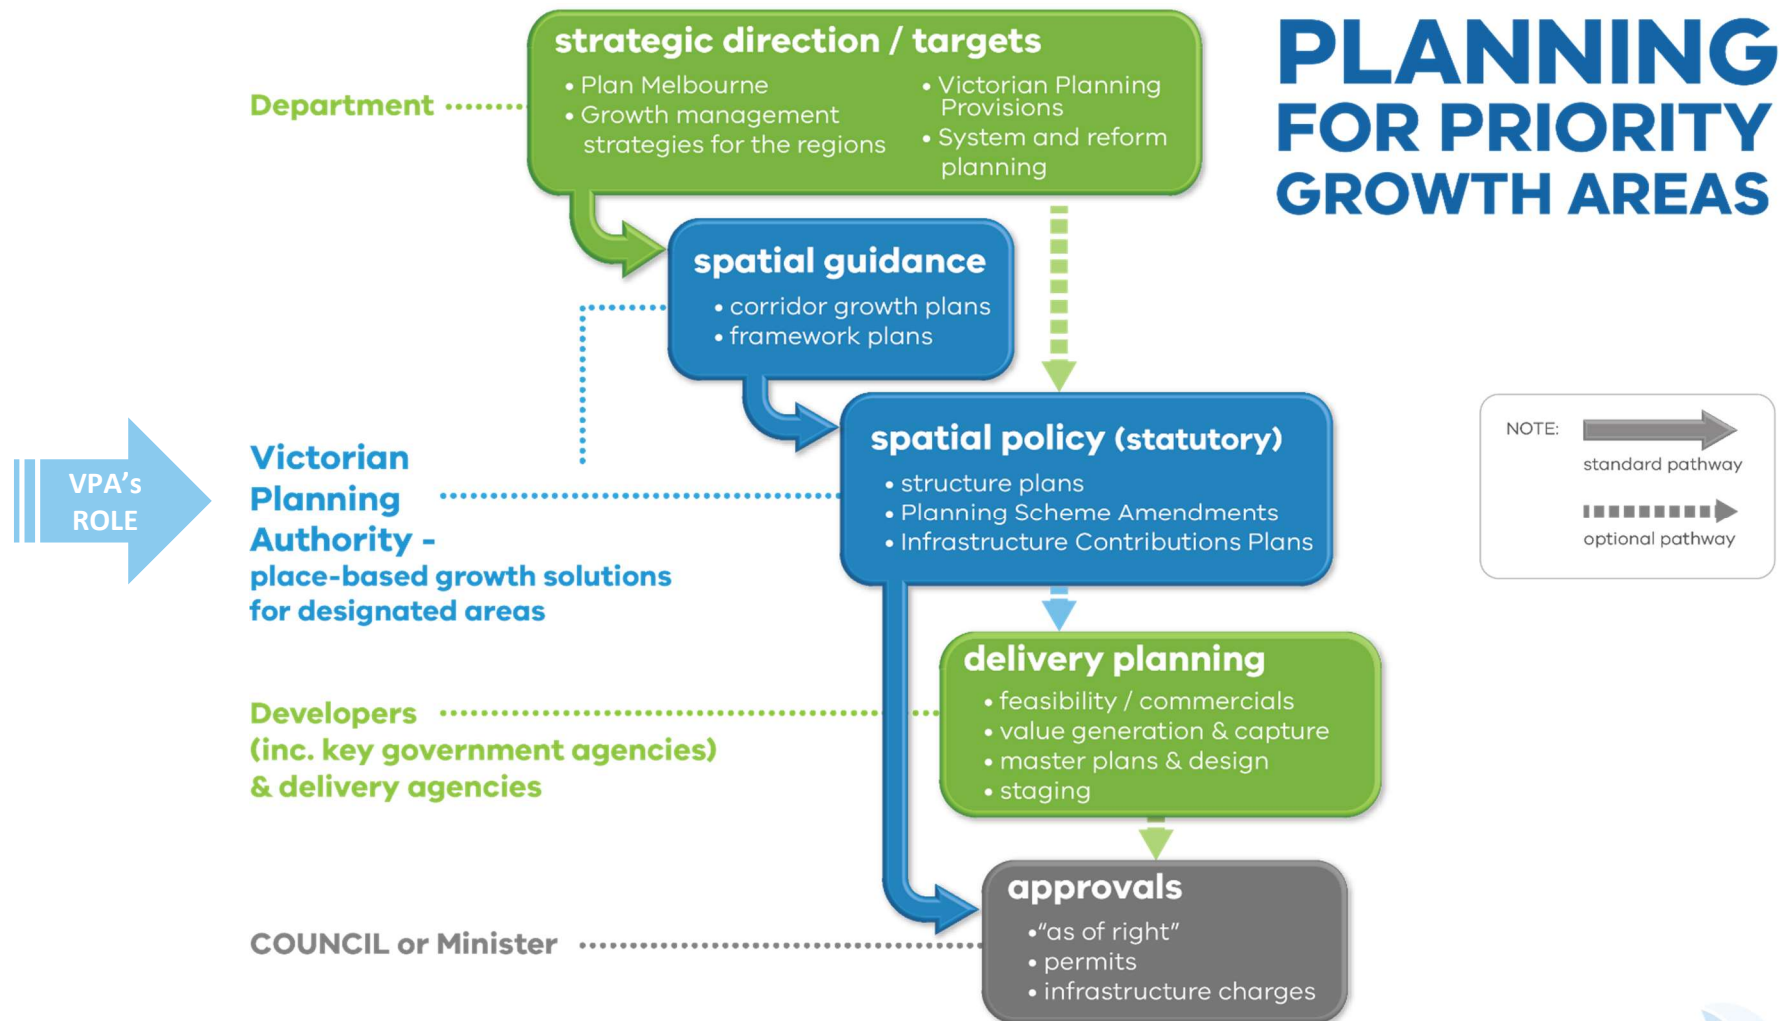 PLANNING
FOR PRIORITY
GROWTH AREAS
strategic direction / targets
• Plan Melbourne
• Growth management
strategies for the regions
• Victorian Planning
Provisions
• System and reform
planning
Department
spatial guidance
• corridor growth plans
• framework plans
spatial policy (statutory)
• structure plans
• Planning Scheme Amendments
• Infrastructure Contributions Plans
NOTE:
standard pathway
optional pathway
VPA's
ROLE
Victorian
Planning
Authority -
place-based growth solutions
for designated areas
delivery planning
• feasibility / commercials
• value generation & capture
• master plans & design
• staging
Developers
(inc. key government agencies)
& delivery agencies
approvals
•“as of right”
• permits
• infrastructure charges
COUNCIL or Minister